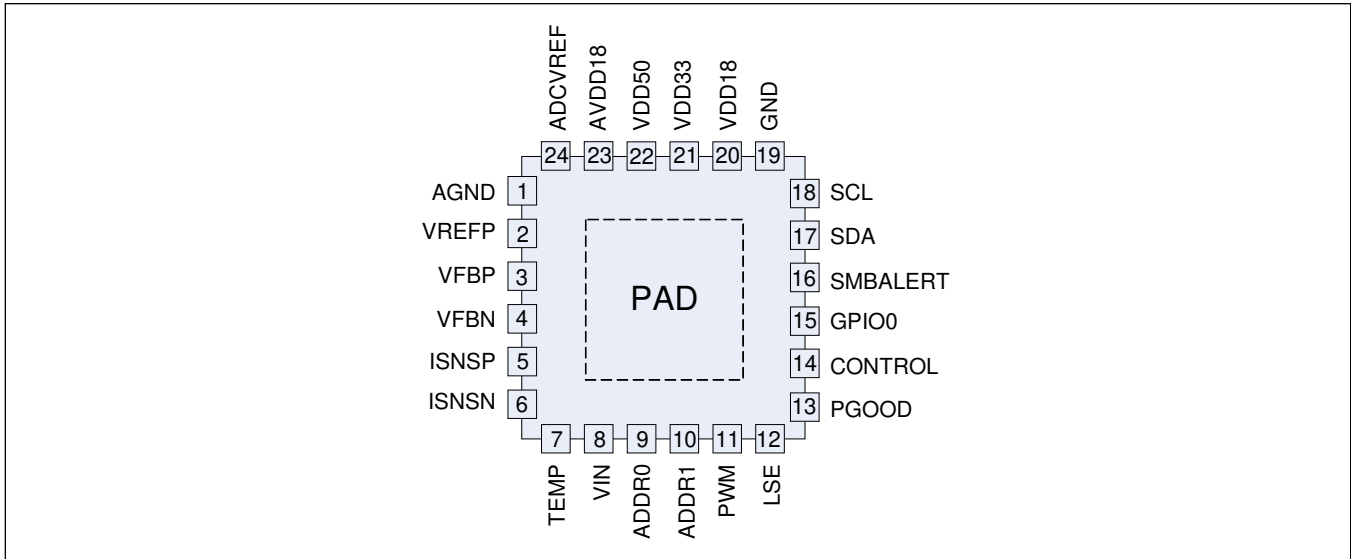 ADCVREF
AVDD18
VDD50
VDD33
VDD18
GND
24 23 22 21 20 19
AGND 1
VREFP 2
VFBP 3
VFBN 4
ISNSP 5
ISNSN 6
PAD
18 SCL
17 SDA
16 SMBALERT
15 GPIO0
14 CONTROL
13 PGOOD
7 8 9 10 11 12
TEMP
VIN
ADDR0
ADDR1
PWM
LSE